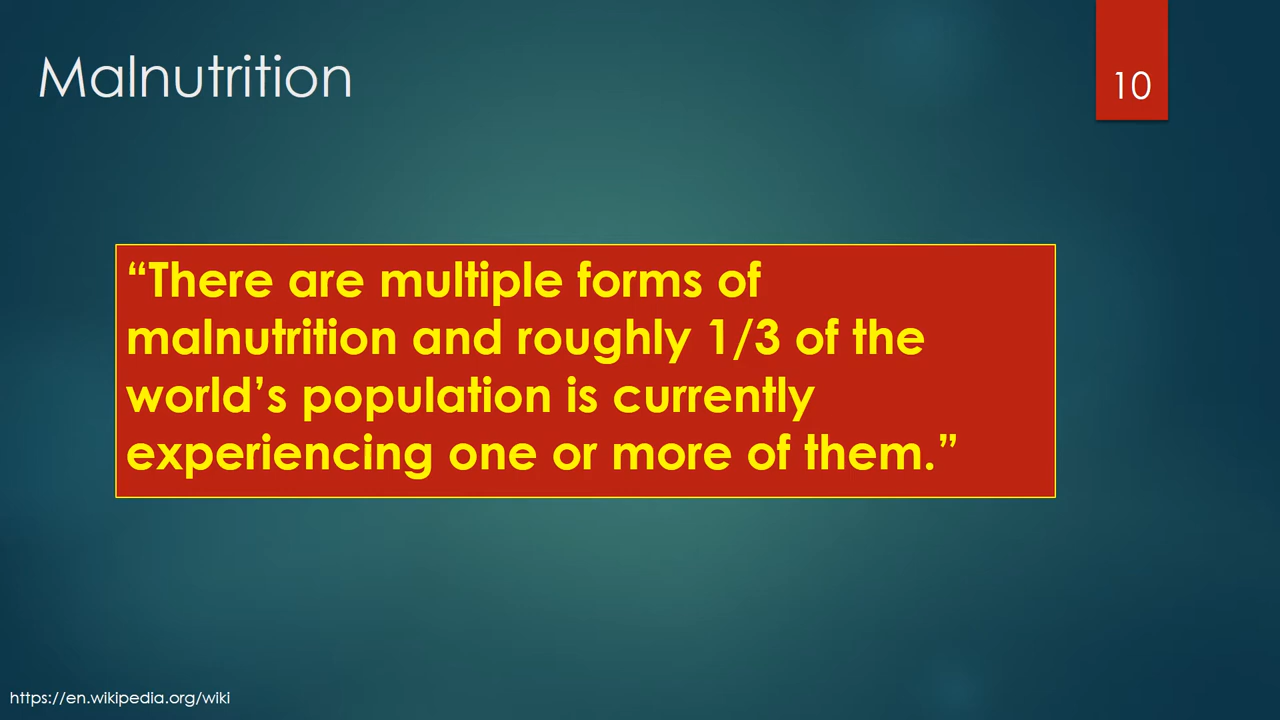 Malnutrition
10
“There are multiple forms of
malnutrition and roughly 1/3 of the
world’s population is currently
experiencing one or more of them.”
https://en.wikipedia.org/wiki